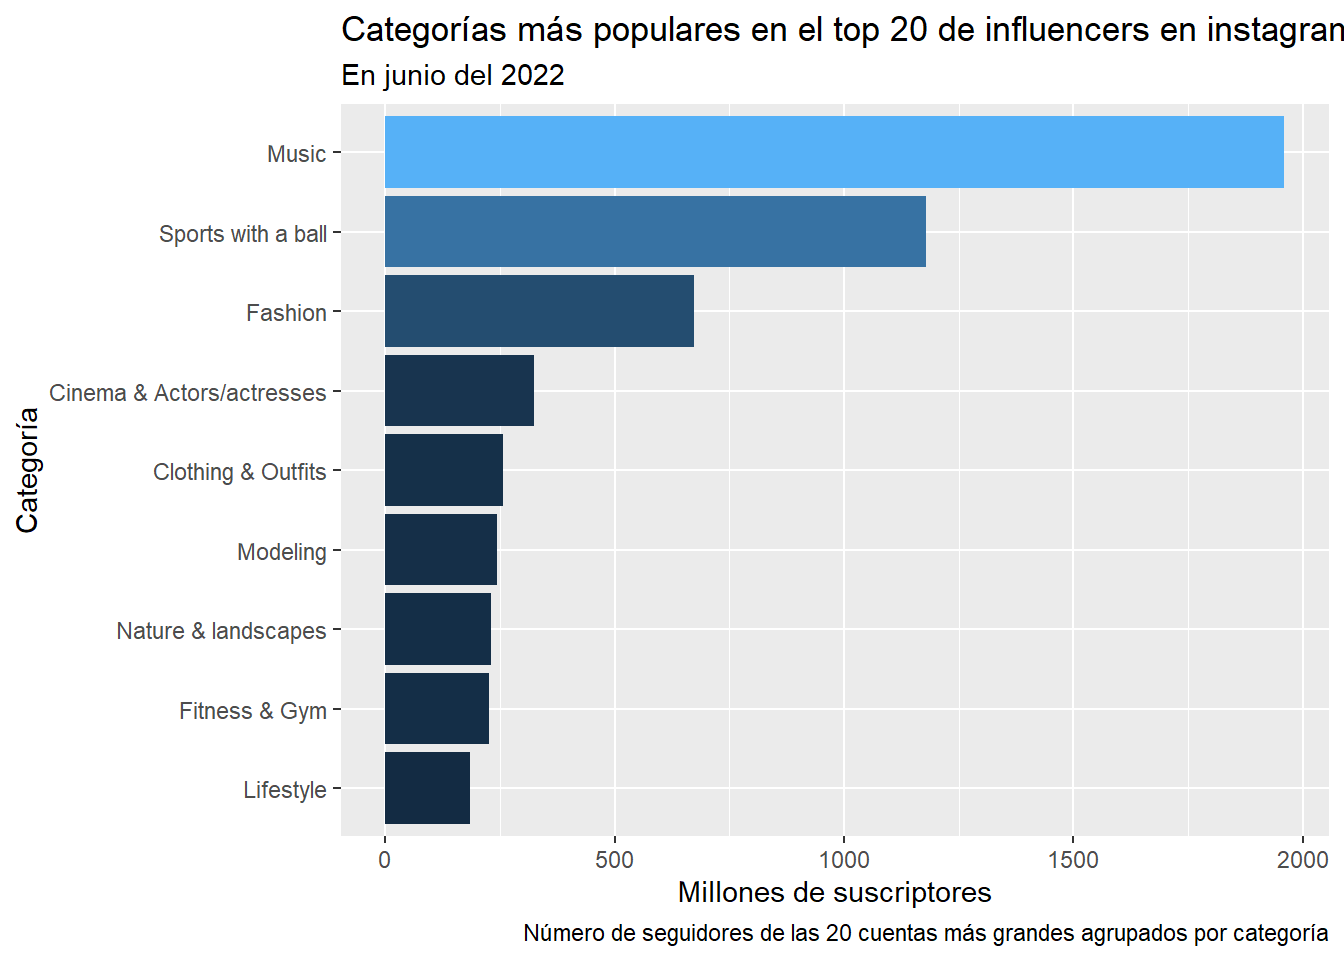 Categorías más populares en el top 20 de influencers en instagran
En junio del 2022
Categoría
Music
Sports with a ball
Fashion
Cinema & Actors/actresses
Clothing & Outfits
Modeling
Nature & landscapes
Fitness & Gym
Lifestyle
0 500 1000 1500 2000
Millones de suscriptores
Número de seguidores de las 20 cuentas más grandes agrupados por categoría